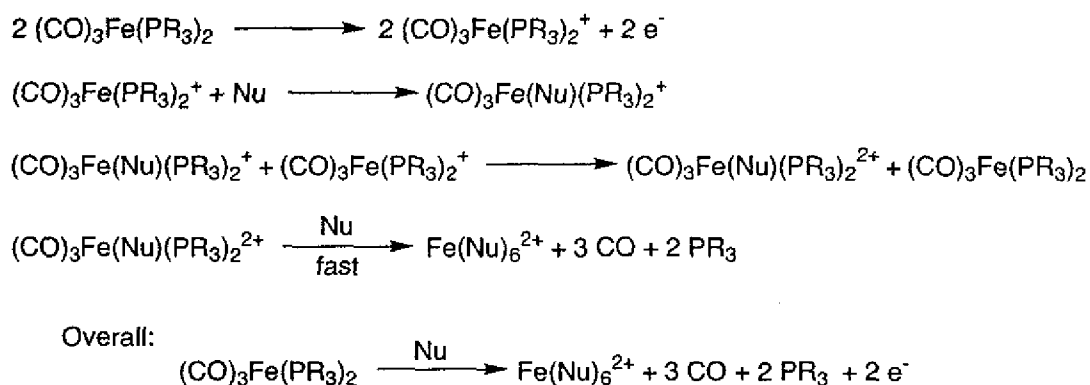 2 (CO)₃Fe(PR₃)₂ ⟶ 2 (CO)₃Fe(PR₃)₂⁺ + 2 e⁻
(CO)₃Fe(PR₃)₂⁺ + Nu ⟶ (CO)₃Fe(Nu)(PR₃)₂⁺
(CO)₃Fe(Nu)(PR₃)₂⁺ + (CO)₃Fe(PR₃)₂⁺ ⟶ (CO)₃Fe(Nu)(PR₃)₂²⁺ + (CO)₃Fe(PR₃)₂
Nu
(CO)₃Fe(Nu)(PR₃)₂²⁺ ⟶ Fe(Nu)₆²⁺ + 3 CO + 2 PR₃
fast
Overall:
Nu
(CO)₃Fe(PR₃)₂ ⟶ Fe(Nu)₆²⁺ + 3 CO + 2 PR₃ + 2 e⁻